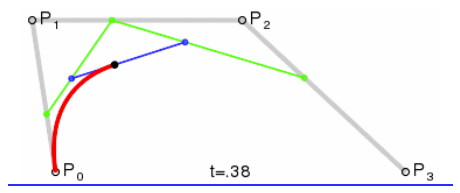 P₁ P₂
P₀ t=.38 P₃